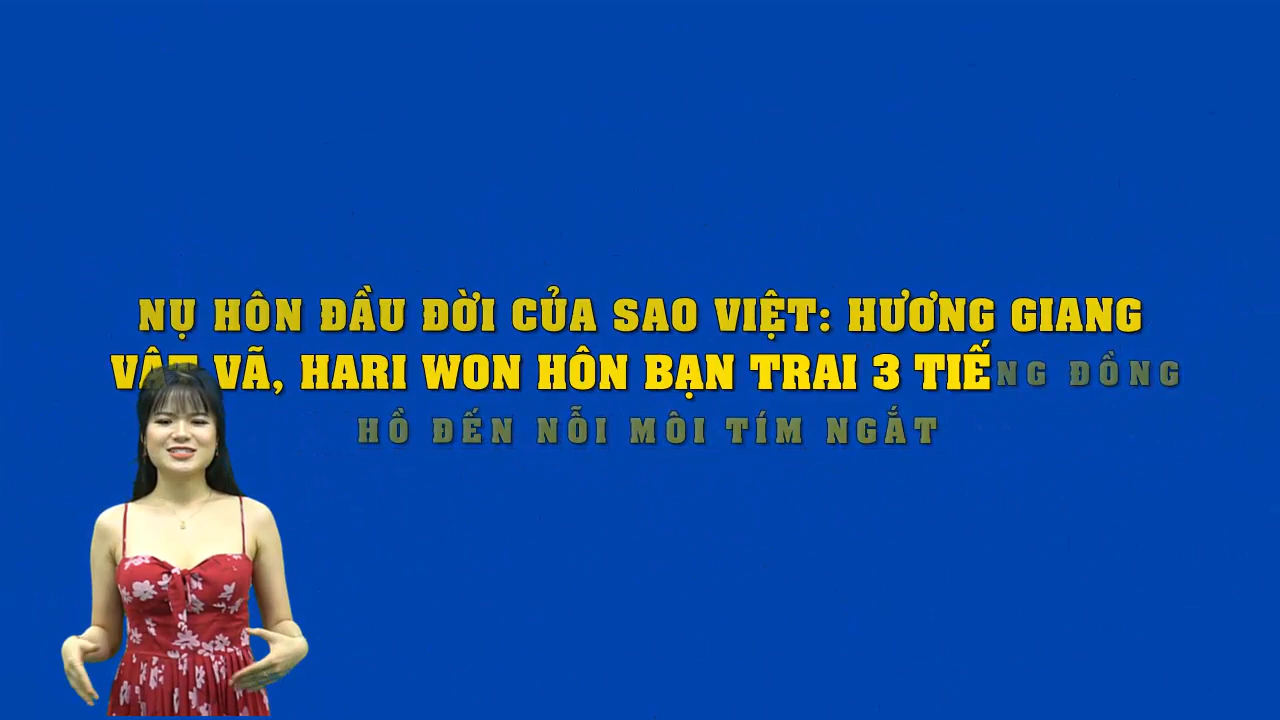 NỤ HÔN ĐẦU ĐỜI CỦA SAO VIỆT: HƯƠNG GIANG
VẬT VÃ, HARI WON HÔN BẠN TRAI 3 TIẾNG ĐỒNG
HỒ ĐẾN NỖI MÔI TÍM NGẮT